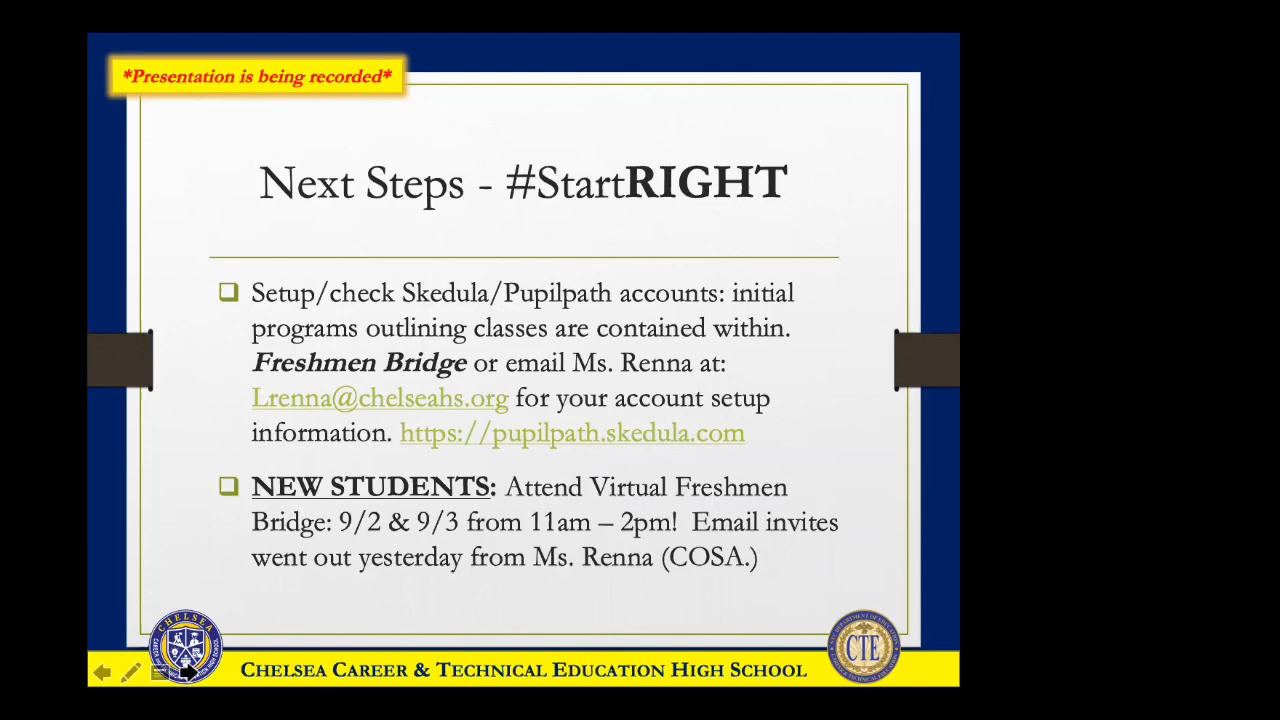 *Presentation is being recorded*
Next Steps - #StartRIGHT
Setup/check Skedula/Pupilpath accounts: initial
programs outlining classes are contained within.
Freshmen Bridge or email Ms. Renna at:
Lrenna@chelseahs.org for your account setup
information. https://pupilpath.skedula.com
NEW STUDENTS: Attend Virtual Freshmen
Bridge: 9/2 & 9/3 from 11am – 2pm!  Email invites
went out yesterday from Ms. Renna (COSA.)
CHELSEA
CTE
CHELSEA CAREER & TECHNICAL EDUCATION HIGH SCHOOL